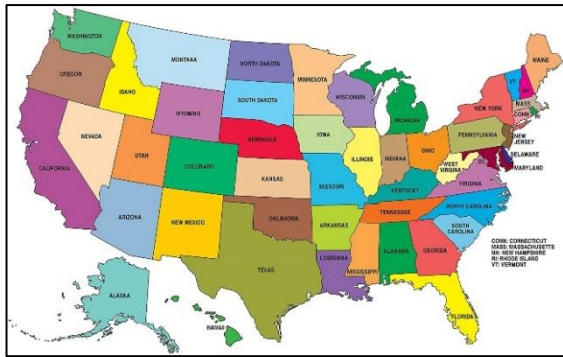 WASHINGTON
OREGON
CALIFORNIA
NEVADA
IDAHO
MONTANA
WYOMING
UTAH
COLORADO
ARIZONA
NEW MEXICO
NORTH DAKOTA
SOUTH DAKOTA
NEBRASKA
KANSAS
OKLAHOMA
TEXAS
MINNESOTA
IOWA
MISSOURI
ARKANSAS
LOUISIANA
WISCONSIN
ILLINOIS
MICHIGAN
INDIANA
OHIO
KENTUCKY
TENNESSEE
MISSISSIPPI
ALABAMA
GEORGIA
FLORIDA
SOUTH
CAROLINA
NORTH CAROLINA
VIRGINIA
WEST
VIRGINIA
PENNSYLVANIA
NEW YORK
VT
NH
MAINE
MASS
CONN
RI
NEW
JERSEY
DELAWARE
MARYLAND
ALASKA
HAWAII
CONN: CONNECTICUT
MASS: MASSACHUSETTS
NH: NEW HAMPSHIRE
RI: RHODE ISLAND
VT: VERMONT